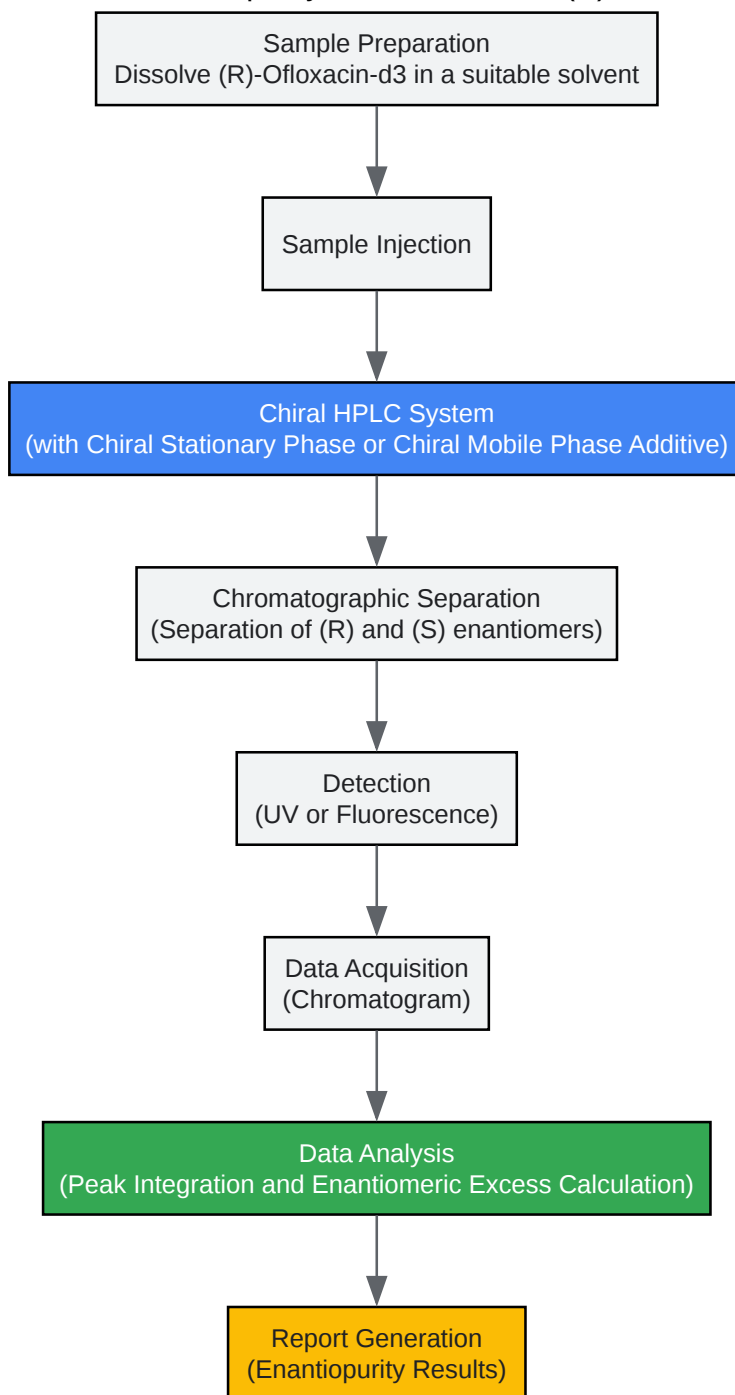 Sample Preparation
Dissolve (R)-Ofloxacin-d3 in a suitable solvent
Sample Injection
Chiral HPLC System
(with Chiral Stationary Phase or Chiral Mobile Phase Additive)
Chromatographic Separation
(Separation of (R) and (S) enantiomers)
Detection
(UV or Fluorescence)
Data Acquisition
(Chromatogram)
Data Analysis
(Peak Integration and Enantiomeric Excess Calculation)
Report Generation
(Enantiopurity Results)